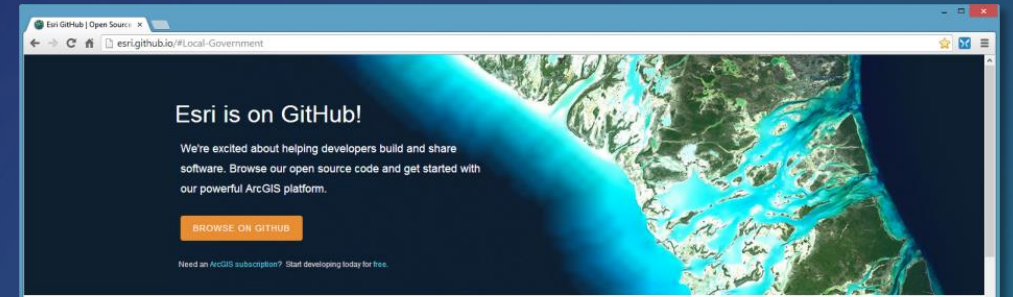 Esri GitHub | Open Source
esri.github.io/#Local-Government
Esri is on GitHub!
We're excited about helping developers build and share
software. Browse our open source code and get started with
our powerful ArcGIS platform.
BROWSE ON GITHUB
Need an ArcGIS subscription? Start developing today for free.